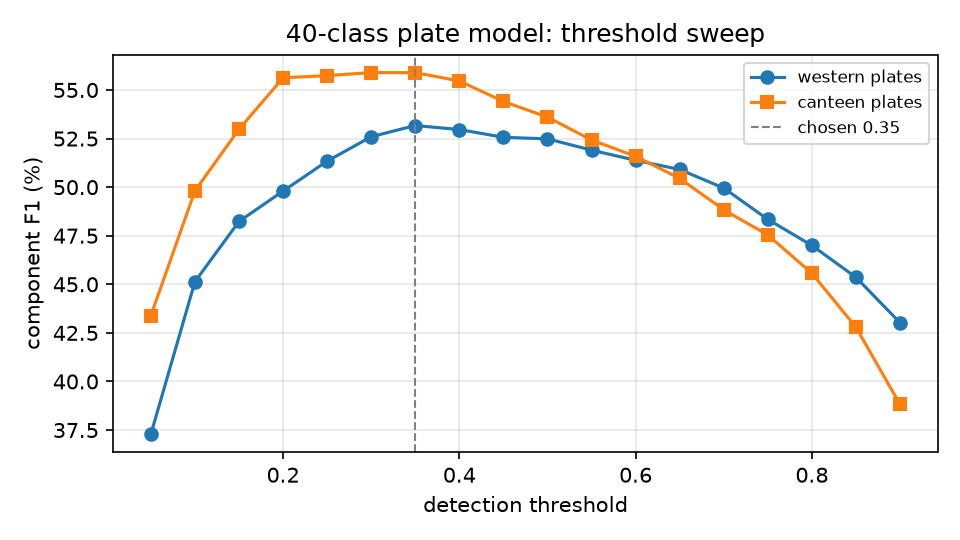 40-class plate model: threshold sweep
western plates
canteen plates
chosen 0.35
component F1 (%)
55.0
52.5
50.0
47.5
45.0
42.5
40.0
37.5
0.2 0.4 0.6 0.8
detection threshold